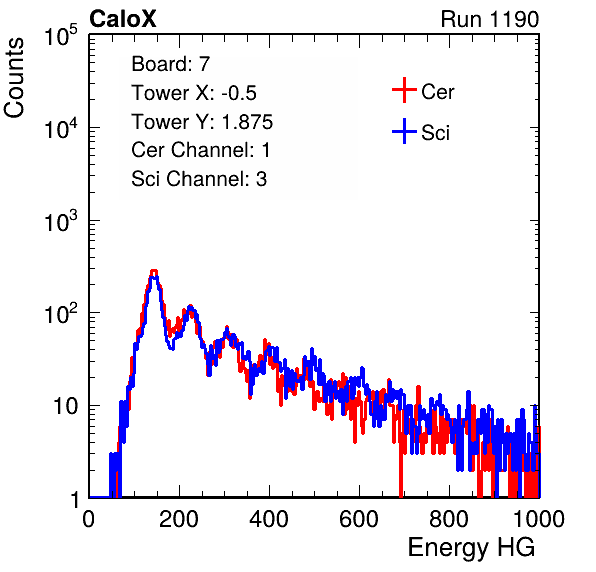 CaloX Run 1190
Counts
10^5
10^4
10^3
10^2
10
1
Board: 7
Tower X: -0.5
Tower Y: 1.875
Cer Channel: 1
Sci Channel: 3
Cer
Sci
0 200 400 600 800 1000
Energy HG